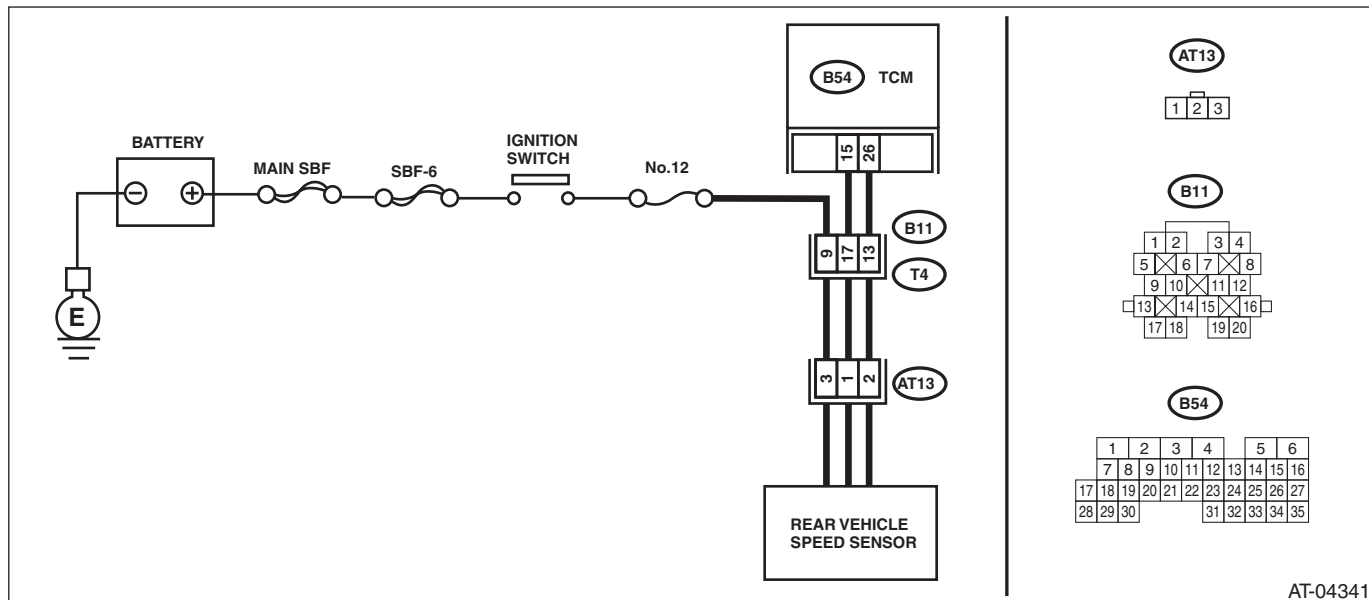 B54 TCM
15 26
BATTERY
MAIN SBF
SBF-6
IGNITION
SWITCH
No.12
B11
9 17 13
T4
E
3 1 2
AT13
REAR VEHICLE
SPEED SENSOR
AT13
1 2 3
B11
1 2 3 4
5 6 7 8
9 10 11 12
13 14 15 16
17 18 19 20
B54
1 2 3 4 5 6
7 8 9 10 11 12 13 14 15 16
17 18 19 20 21 22 23 24 25 26 27
28 29 30 31 32 33 34 35
AT-04341